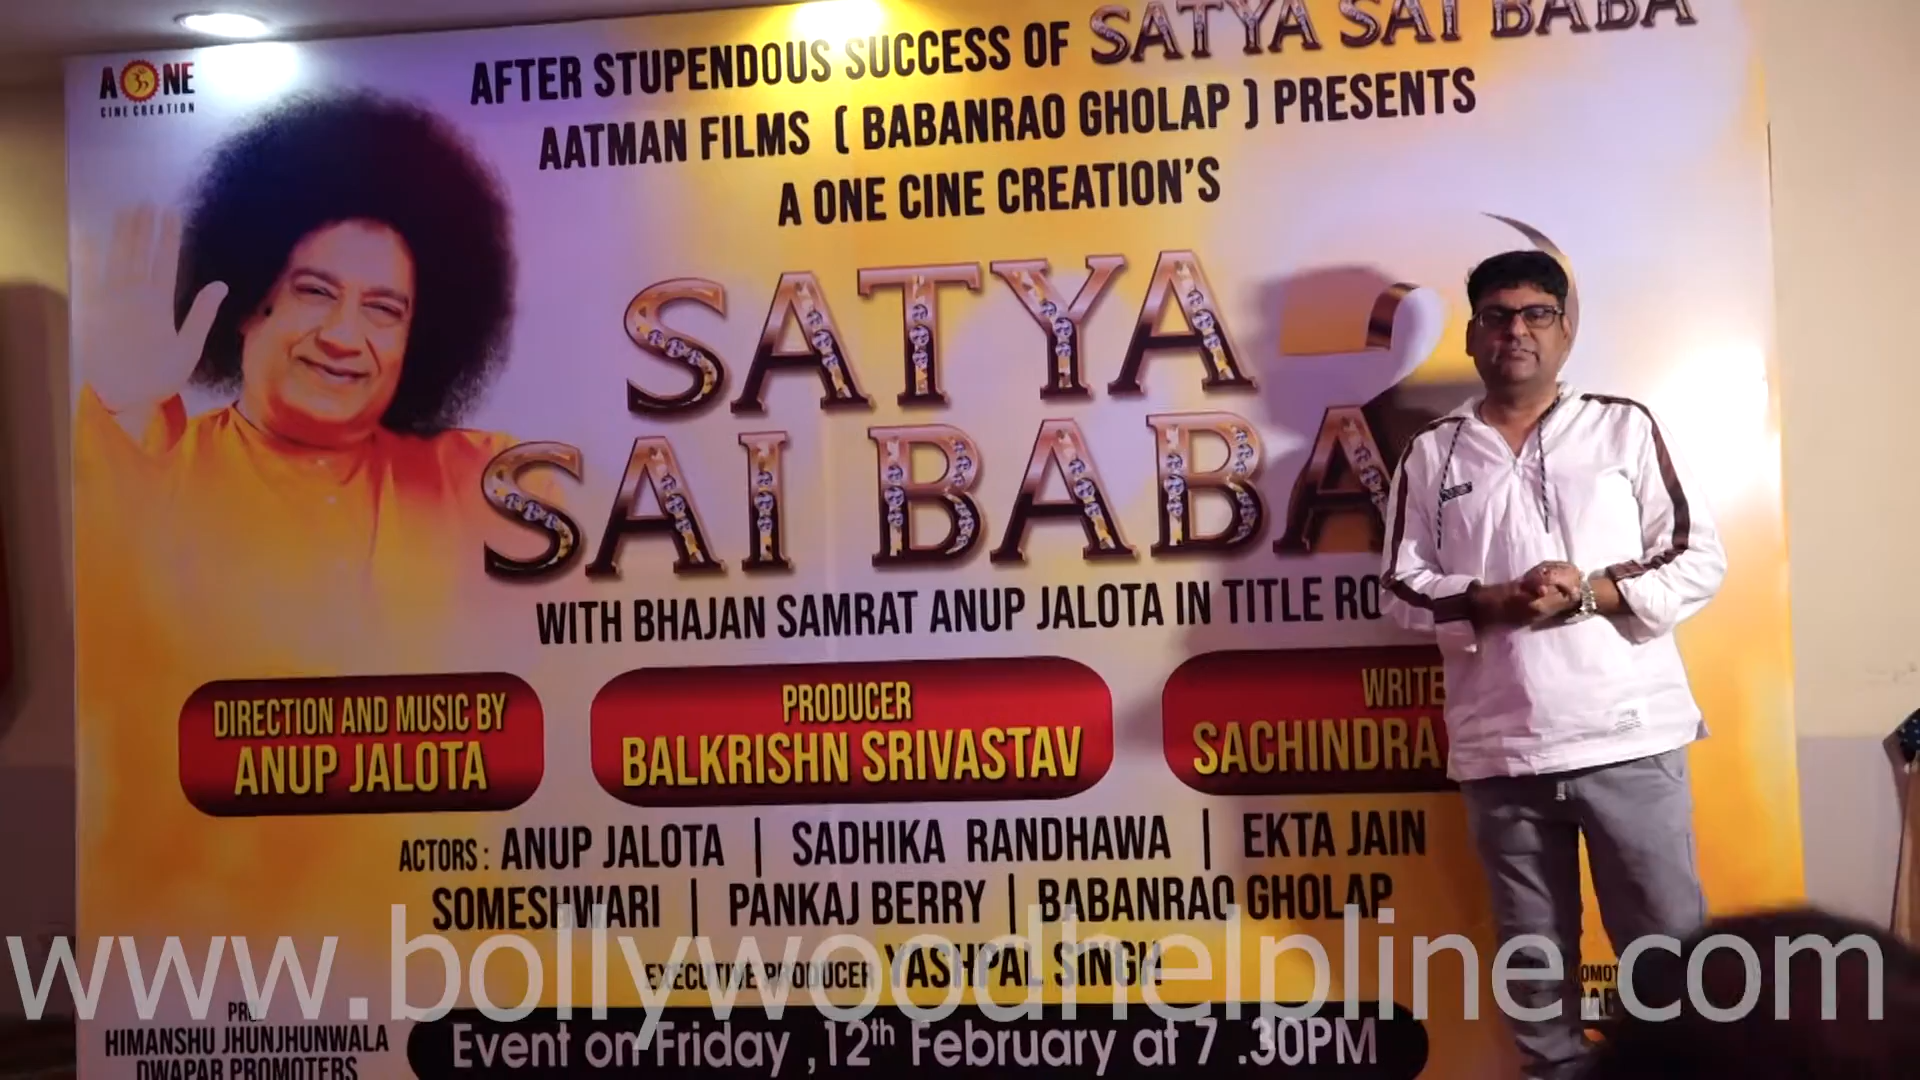 A ONE
CINE CREATION
AFTER STUPENDOUS SUCCESS OF SATYA SAI BABA
AATMAN FILMS ( BABANRAO GHOLAP ) PRESENTS
A ONE CINE CREATION'S
SATYA 2
SAI BABA
WITH BHAJAN SAMRAT ANUP JALOTA IN TITLE RO
DIRECTION AND MUSIC BY
ANUP JALOTA
PRODUCER
BALKRISHN SRIVASTAV
WRITE
SACHINDRA
ACTORS : ANUP JALOTA | SADHIKA RANDHAWA | EKTA JAIN
SOMESHWARI | PANKAJ BERRY | BABANRAO GHOLAP
EXECUTIVE PRODUCER YASHPAL SINGH
www.bollywoodhelpline.com
HIMANSHU JHUNJHUNWALA
DWAPAR PROMOTERS
Event on Friday ,12th February at 7 .30PM